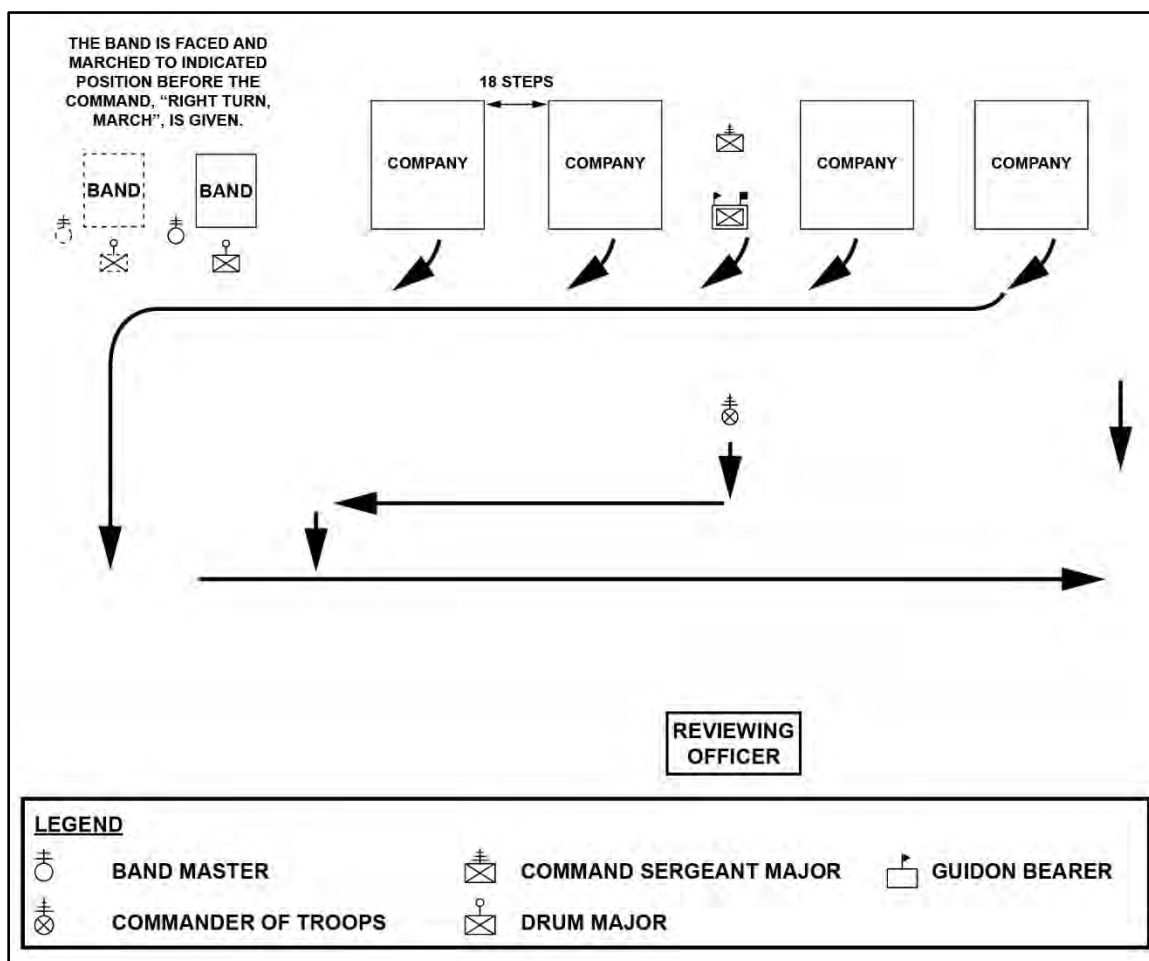 THE BAND IS FACED AND
MARCHED TO INDICATED
POSITION BEFORE THE
COMMAND, “RIGHT TURN,
MARCH”, IS GIVEN.
18 STEPS
BAND
BAND
COMPANY
COMPANY
COMPANY
COMPANY
REVIEWING
OFFICER
LEGEND
BAND MASTER
COMMAND SERGEANT MAJOR
GUIDON BEARER
COMMANDER OF TROOPS
DRUM MAJOR